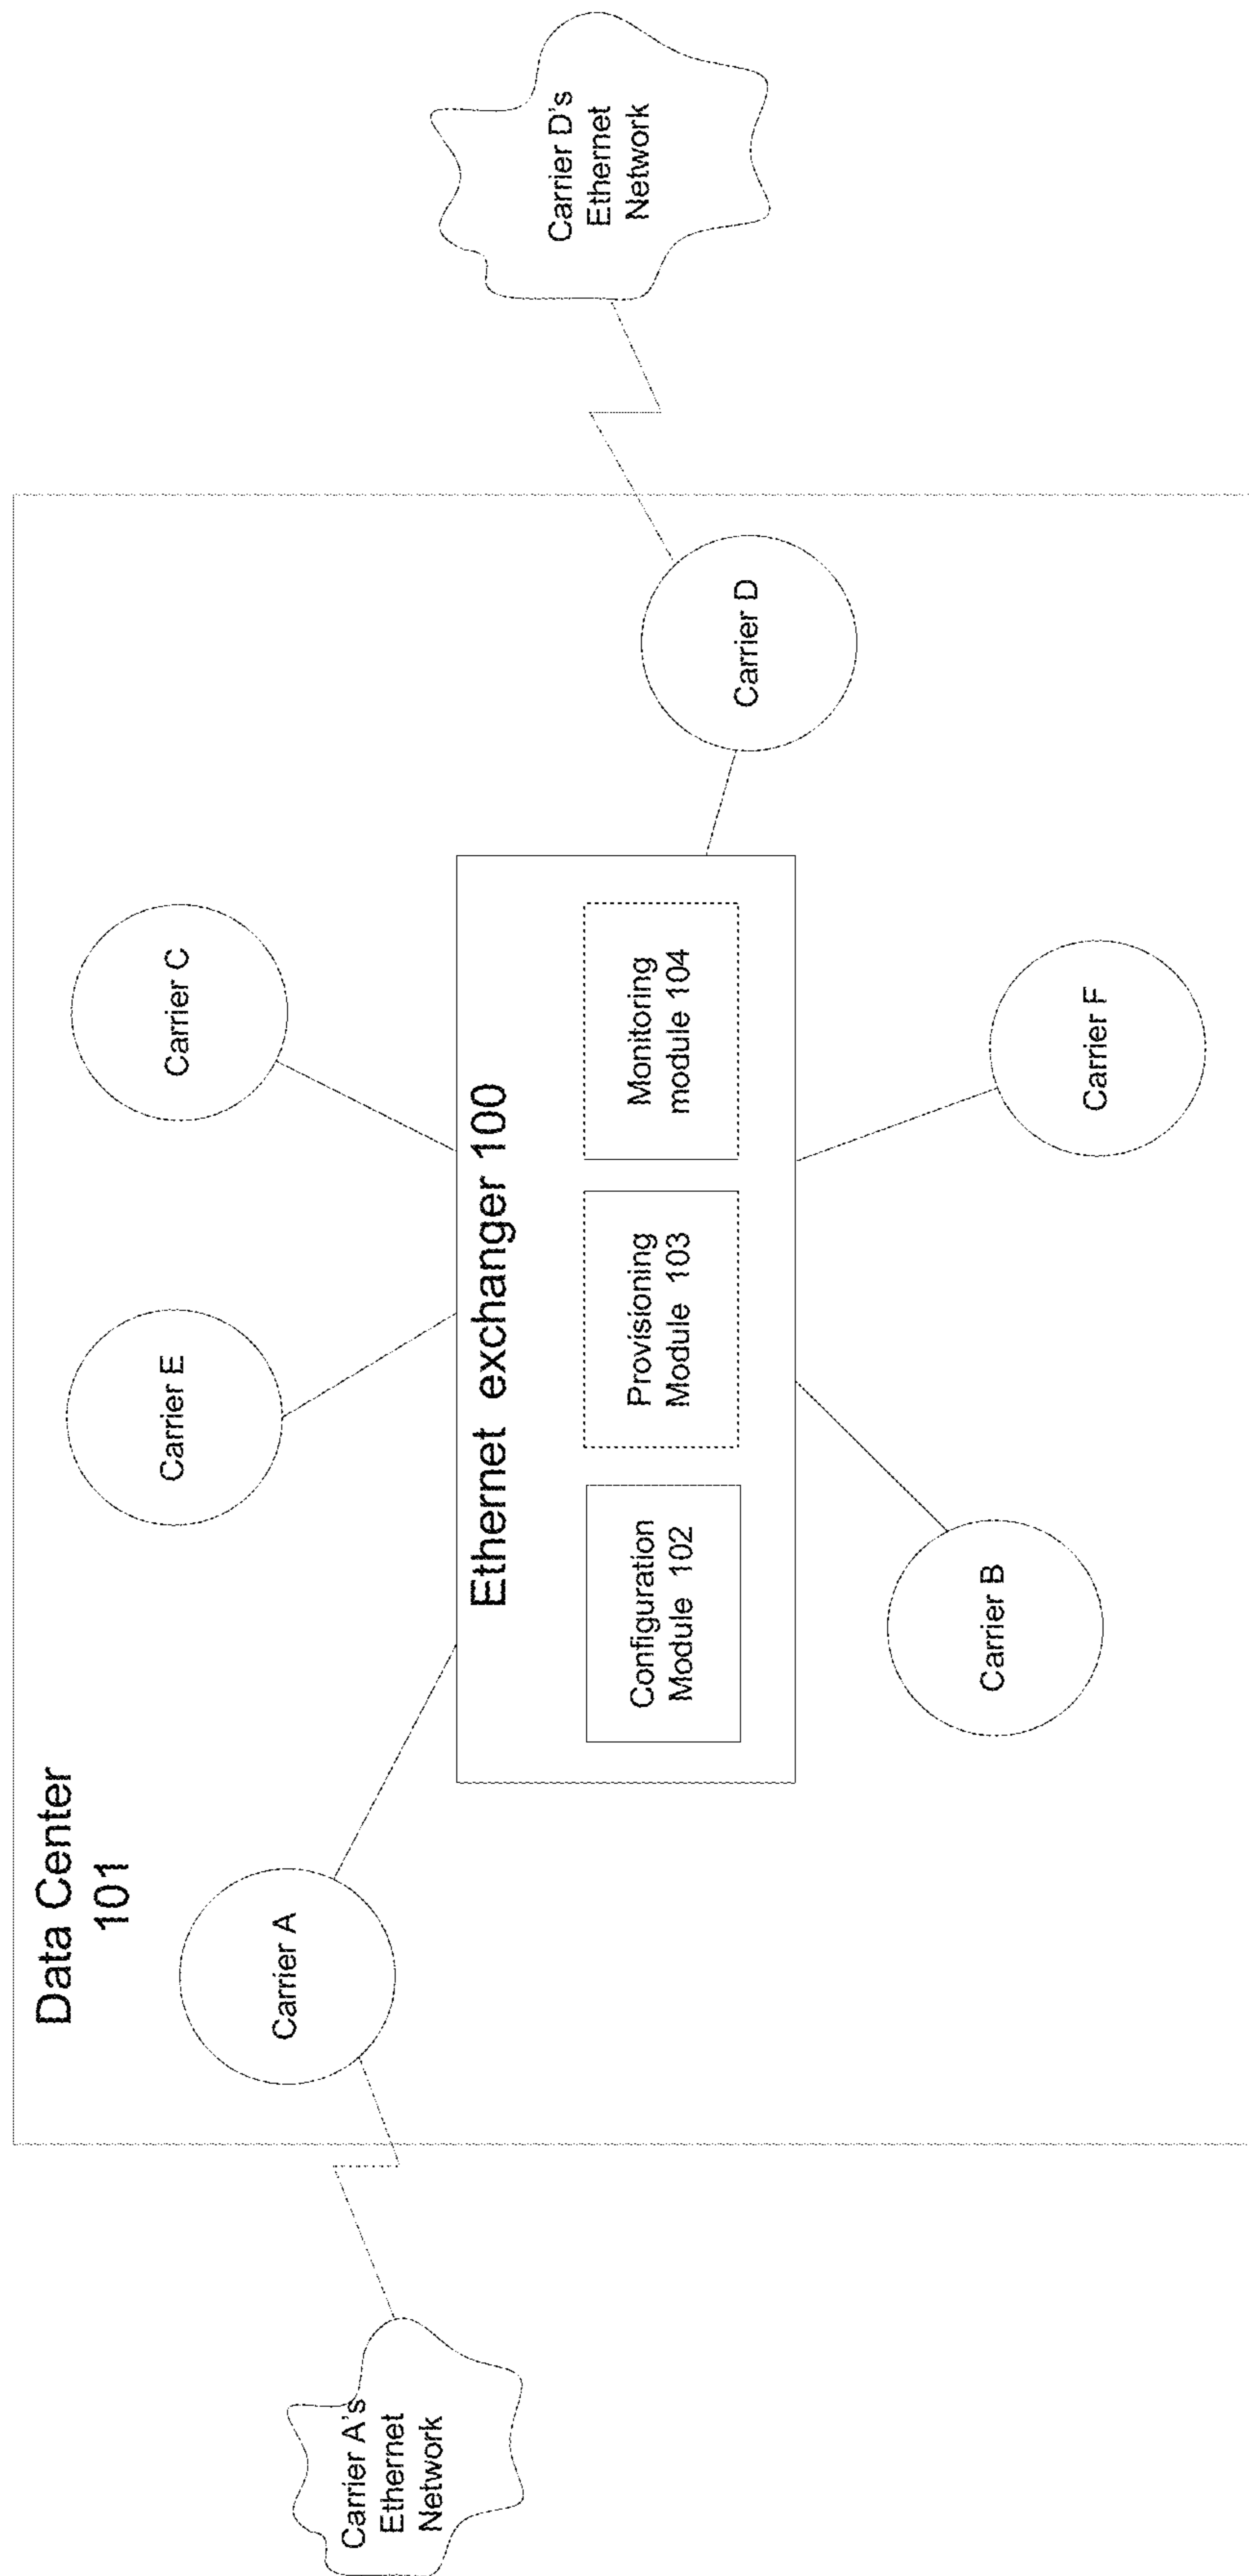 Data Center
101
Carrier A's
Ethernet
Network
Carrier A
Carrier E
Carrier C
Ethernet exchanger 100
Configuration
Module 102
Provisioning
Module 103
Monitoring
module 104
Carrier B
Carrier F
Carrier D
Carrier D's
Ethernet
Network